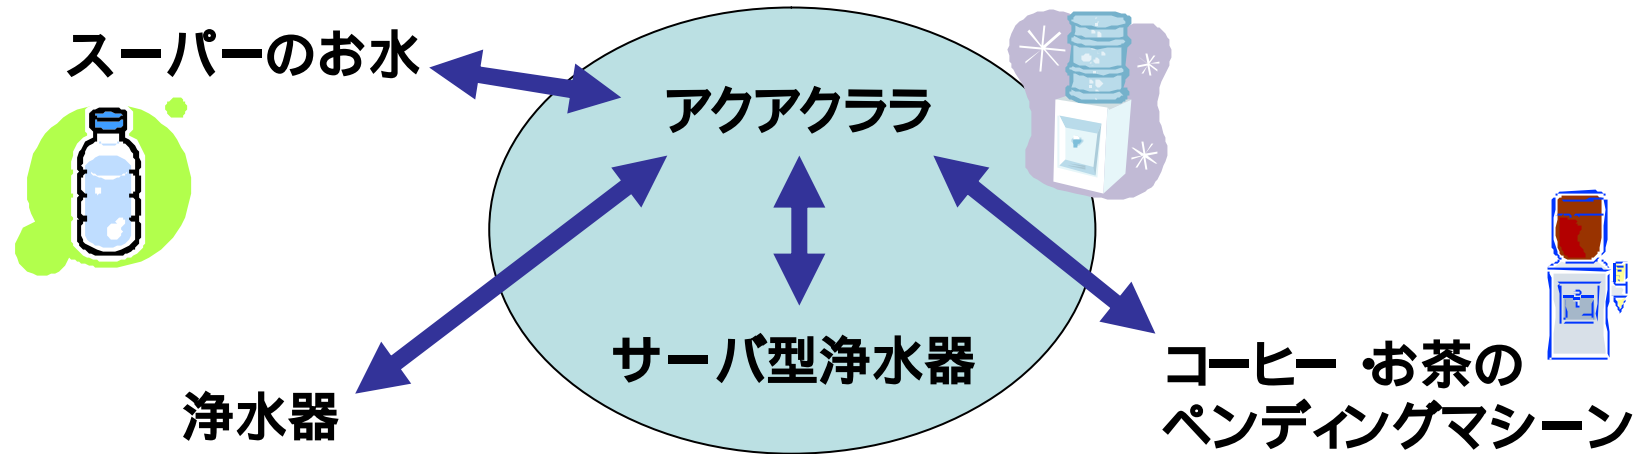 スーパーのお水
アクアクララ
サーバ型浄水器
浄水器
コーヒー・お茶の
ペンディングマシーン